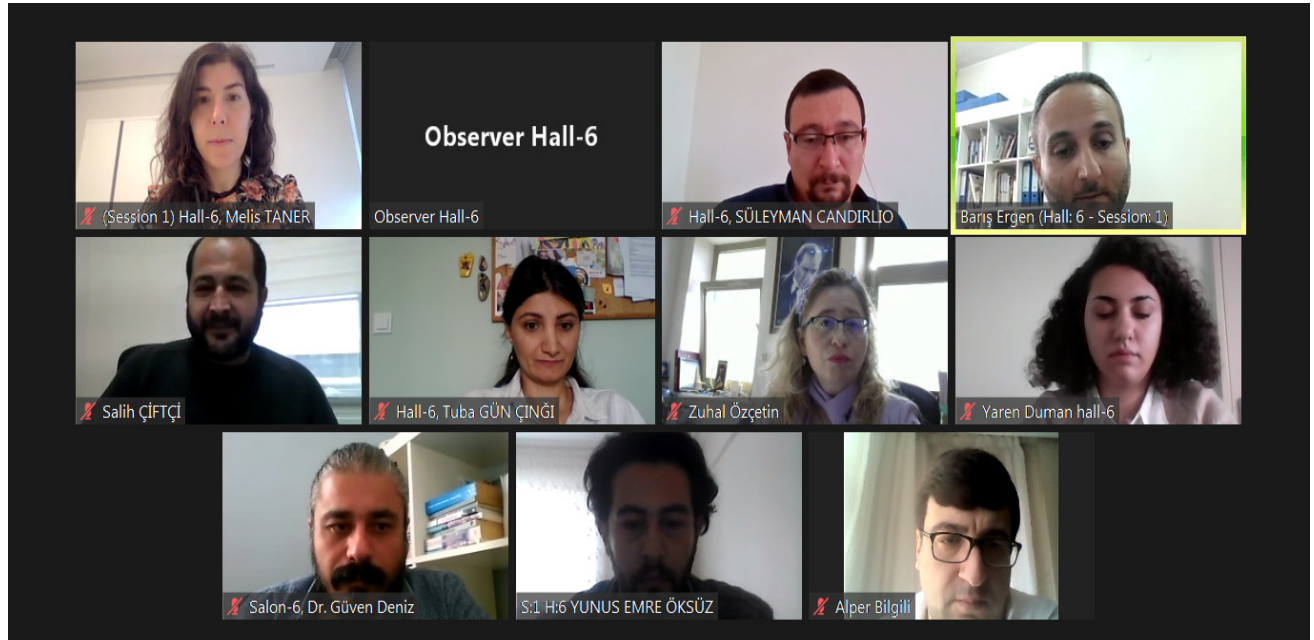 Observer Hall-6
(Session 1) Hall-6, Melis TANER
Observer Hall-6
Hall-6, SÜLEYMAN CANDIRLIO
Barış Ergen (Hall: 6 - Session: 1)
Salih ÇİFTÇİ
Hall-6, Tuba GÜN ÇINĞI
Zuhal Özçetin
Yaren Duman hall-6
Salon-6, Dr. Güven Deniz
S:1 H:6 YUNUS EMRE ÖKSÜZ
Alper Bilgili